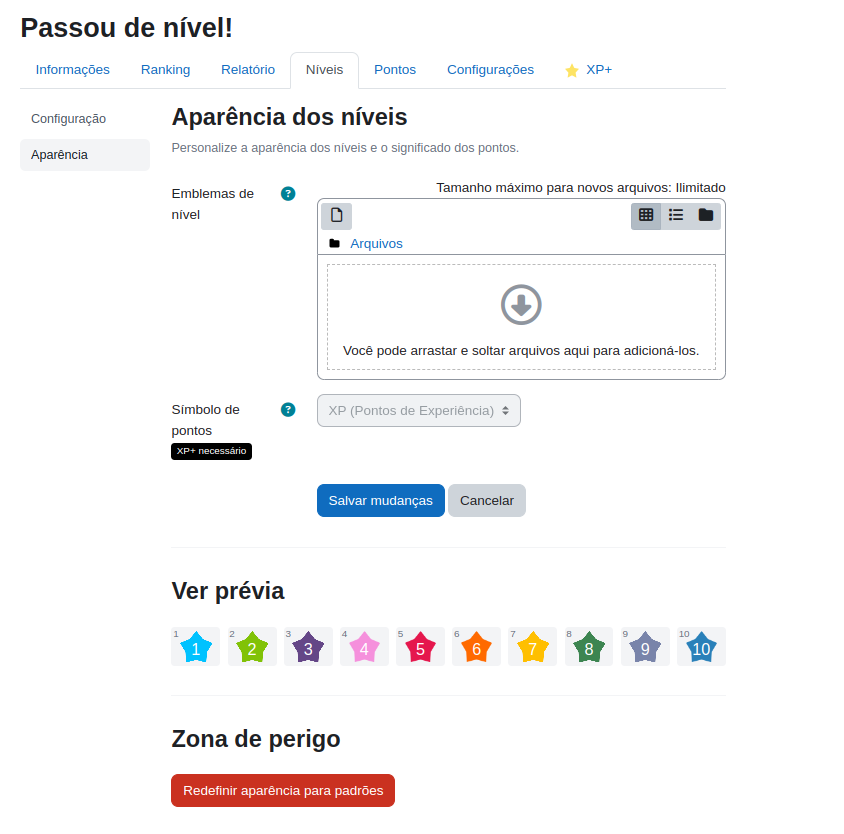 Passou de nível!
Informações Ranking Relatório Níveis Pontos Configurações XP+
Configuração
Aparência
Aparência dos níveis
Personalize a aparência dos níveis e o significado dos pontos.
Emblemas de
nível
?
Tamanho máximo para novos arquivos: Ilimitado
Arquivos
Você pode arrastar e soltar arquivos aqui para adicioná-los.
Símbolo de
pontos
XP+ necessário
?
XP (Pontos de Experiência)
Salvar mudanças Cancelar
Ver prévia
1 2 3 4 5 6 7 8 9 10
1 2 3 4 5 6 7 8 9 10
Zona de perigo
Redefinir aparência para padrões